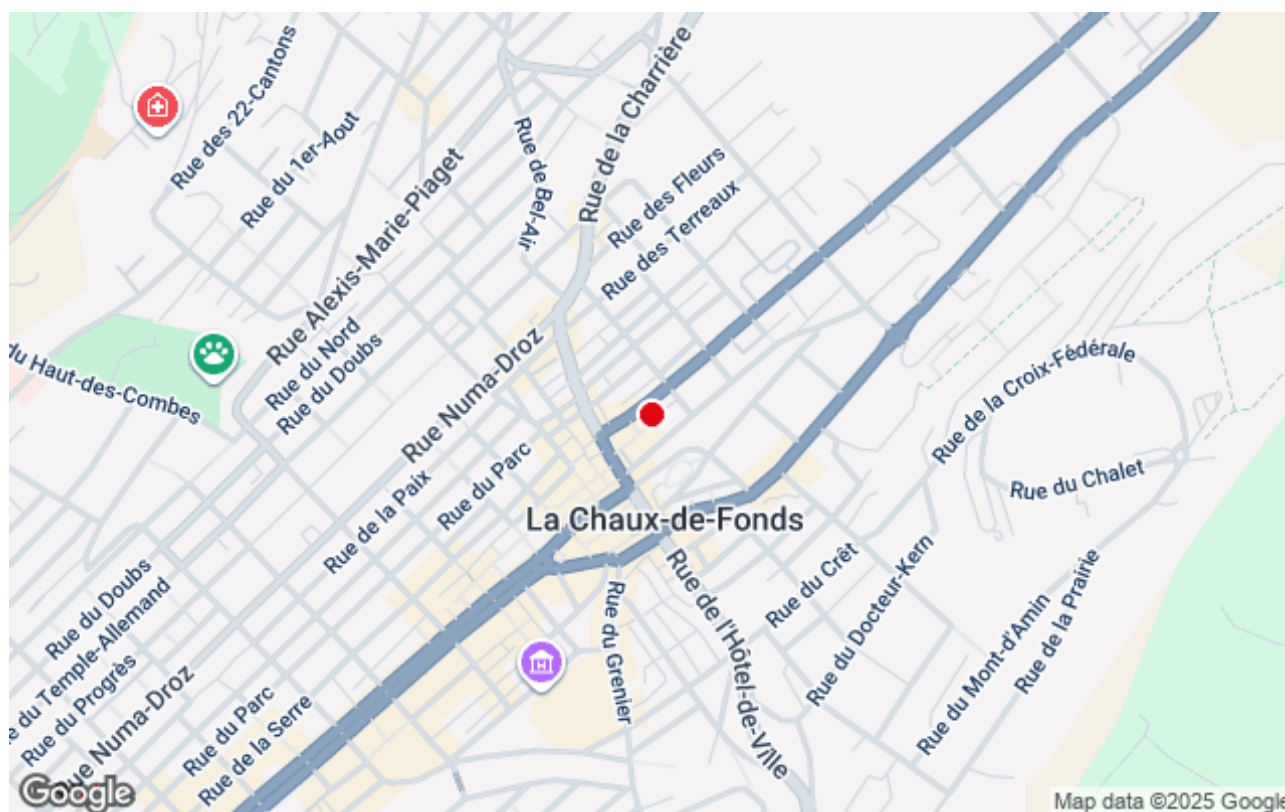 Rue des 22-Cantons
Rue du 1er-Aout
Rue Alexis-Marie-Piaget
Rue de Bel-Air
Rue de la Charrière
Rue des Fleurs
Rue des Terreaux
du Haut-des-Combes
Rue du Nord
Rue du Doubs
Rue Numa-Droz
Rue du Parc
Rue de la Paix
Rue de la Croix-Fédérale
Rue du Chalet
La Chaux-de-Fonds
Rue du Crêt
Rue du Docteur-Kern
Rue du Mont-d'Amin
Rue de la Prairie
Rue de l'Hôtel-de-Ville
Rue du Grenier
Rue du Doubs
Rue du Temple-Allemand
Rue du Progrès
Rue Numa-Droz
Rue du Parc
Rue de la Serre
Google
Map data ©2025 Google